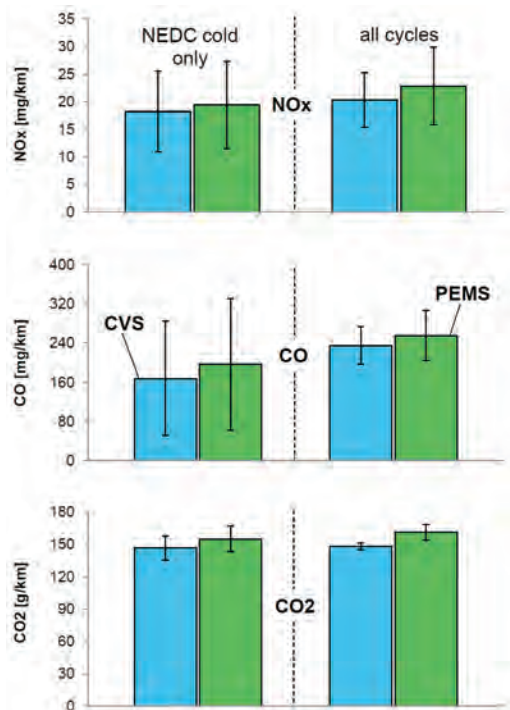 35
30
25
20
15
10
5
0
NOx [mg/km]
NEDC cold
only
all cycles
NOx
400
320
240
160
80
0
CO [mg/km]
CVS
PEMS
CO
180
150
120
90
60
30
0
CO2 [g/km]
CO2